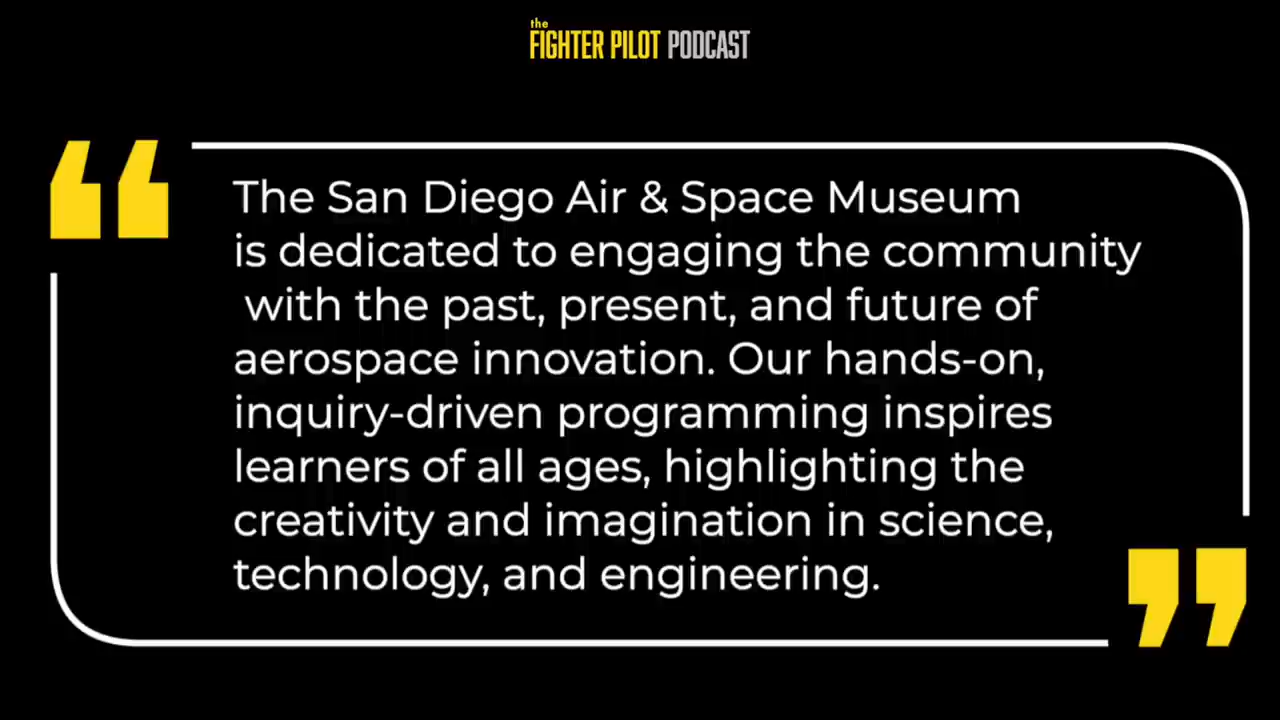 the
FIGHTER PILOT PODCAST
“
The San Diego Air & Space Museum
is dedicated to engaging the community
with the past, present, and future of
aerospace innovation. Our hands-on,
inquiry-driven programming inspires
learners of all ages, highlighting the
creativity and imagination in science,
technology, and engineering.
”